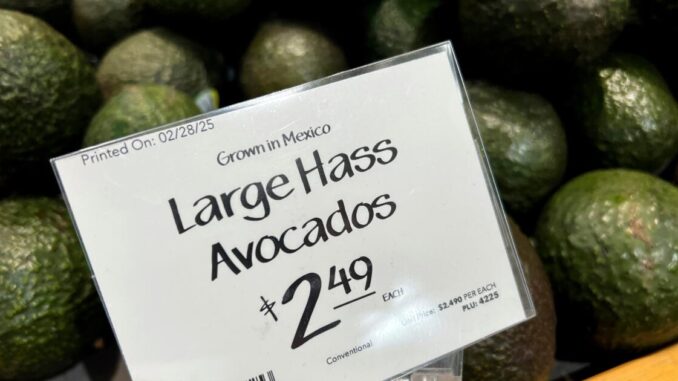 Printed On: 02/28/25
Grown in Mexico
Large Hass
Avocados
$2.49 EACH
Unit Price: $2.490 PER EACH
PLU: 4225
Conventional